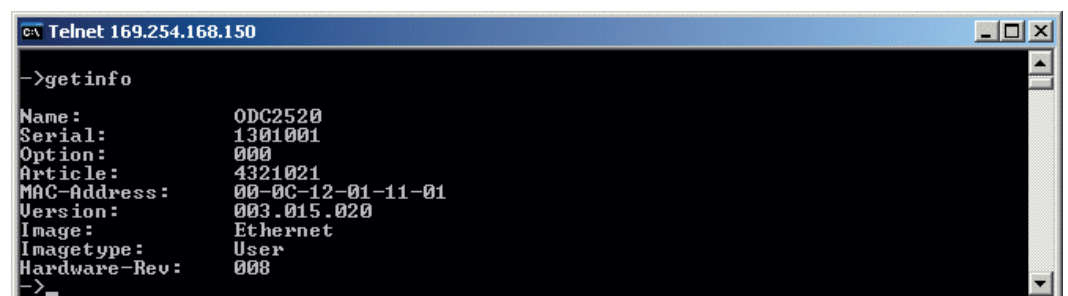 Telnet 169.254.168.150
->getinfo
Name: ODC2520
Serial: 1301001
Option: 000
Article: 4321021
MAC-Address: 00-0C-12-01-11-01
Version: 003.015.020
Image: Ethernet
Imagetype: User
Hardware-Rev: 008
->_